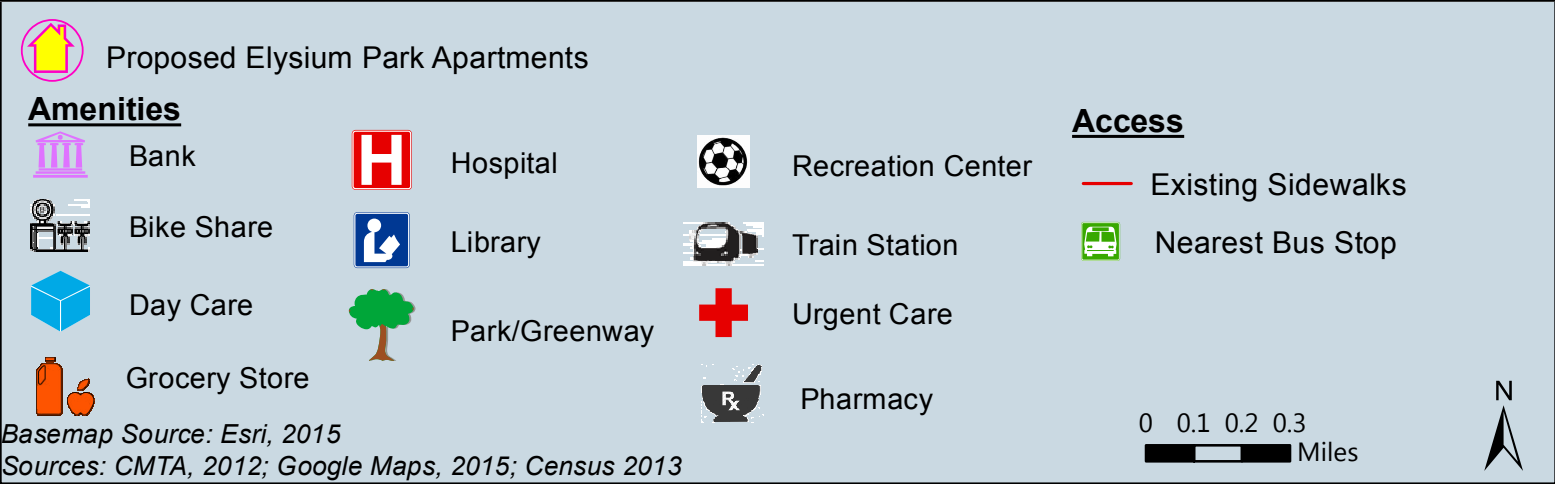 Proposed Elysium Park Apartments
Amenities
Bank
Bike Share
Day Care
Grocery Store
H
Hospital
Library
Park/Greenway
Recreation Center
Train Station
Urgent Care
Rx
Pharmacy
Access
Existing Sidewalks
Nearest Bus Stop
0 0.1 0.2 0.3
Miles
N
Basemap Source: Esri, 2015
Sources: CMTA, 2012; Google Maps, 2015; Census 2013